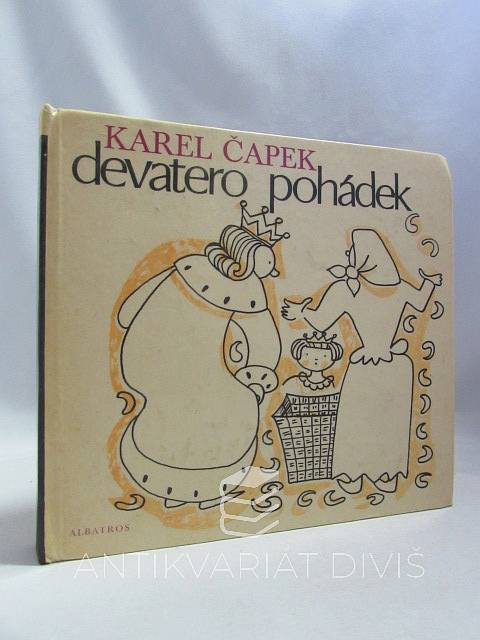 KAREL ČAPEK
devatero pohádek
ALBATROS
ANTIKVARIÁT DIVIŠ